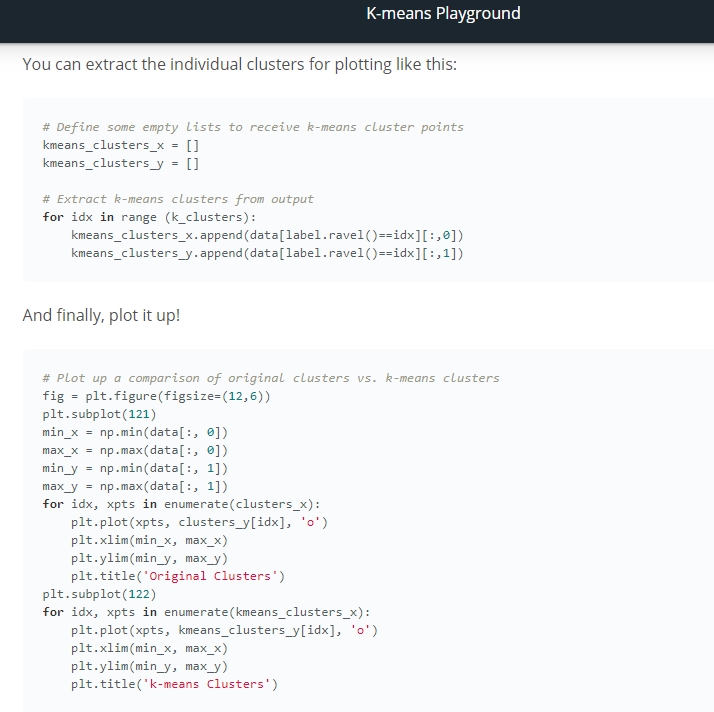 K-means Playground
You can extract the individual clusters for plotting like this:
# Define some empty lists to receive k-means cluster points
kmeans_clusters_x = []
kmeans_clusters_y = []
# Extract k-means clusters from output
for idx in range (k_clusters):
    kmeans_clusters_x.append(data[label.ravel()==idx][:,0])
    kmeans_clusters_y.append(data[label.ravel()==idx][:,1])
And finally, plot it up!
# Plot up a comparison of original clusters vs. k-means clusters
fig = plt.figure(figsize=(12,6))
plt.subplot(121)
min_x = np.min(data[:, 0])
max_x = np.max(data[:, 0])
min_y = np.min(data[:, 1])
max_y = np.max(data[:, 1])
for idx, xpts in enumerate(clusters_x):
    plt.plot(xpts, clusters_y[idx], 'o')
    plt.xlim(min_x, max_x)
    plt.ylim(min_y, max_y)
    plt.title('Original Clusters')
plt.subplot(122)
for idx, xpts in enumerate(kmeans_clusters_x):
    plt.plot(xpts, kmeans_clusters_y[idx], 'o')
    plt.xlim(min_x, max_x)
    plt.ylim(min_y, max_y)
    plt.title('k-means Clusters')